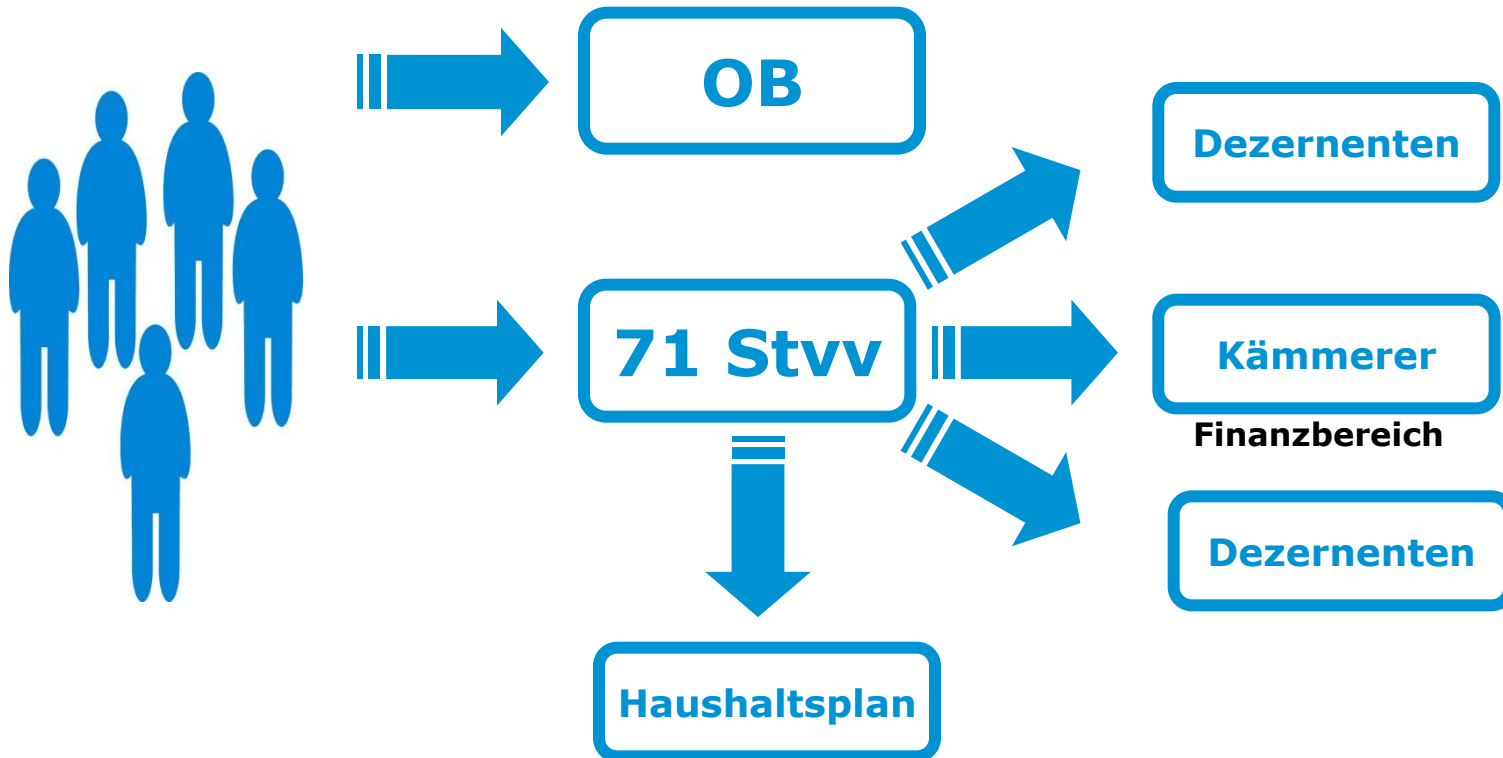 OB
Dezernenten
71 Stvv
Kämmerer
Finanzbereich
Dezernenten
Haushaltsplan